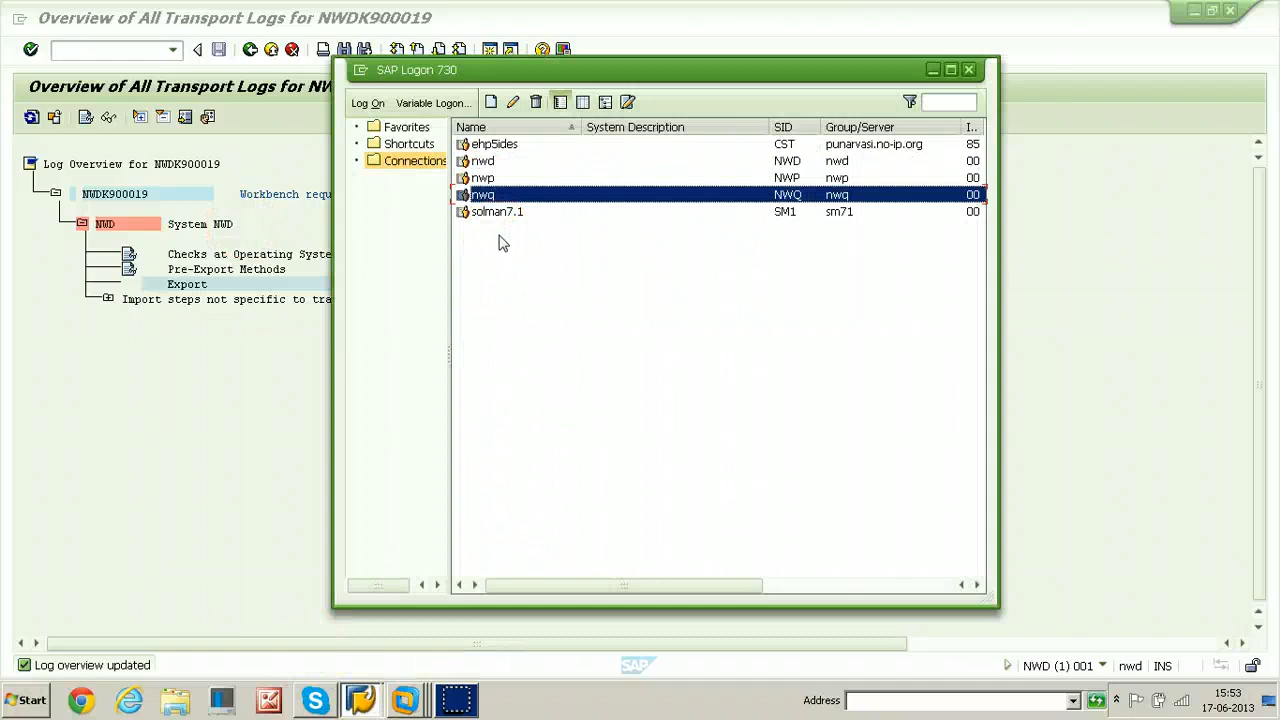 Overview of All Transport Logs for NWDK900019
Overview of All Transport Logs for NW
Log Overview for NWDK900019
NWDK900019 Workbench requ
NWD System NWD
Checks at Operating Syste
Pre-Export Methods
Export
Import steps not specific to tra
SAP Logon 730
Log On Variable Logon...
Favorites
Shortcuts
Connections
Name System Description SID Group/Server I..
ehp5ides CST punarvasi.no-ip.org 85
nwd NWD nwd 00
nwp NWP nwp 00
nwq NWQ nwq 00
solman7.1 SM1 sm71 00
Log overview updated
SAP
NWD (1) 001 nwd INS
Start
Address
15:53
17-06-2013